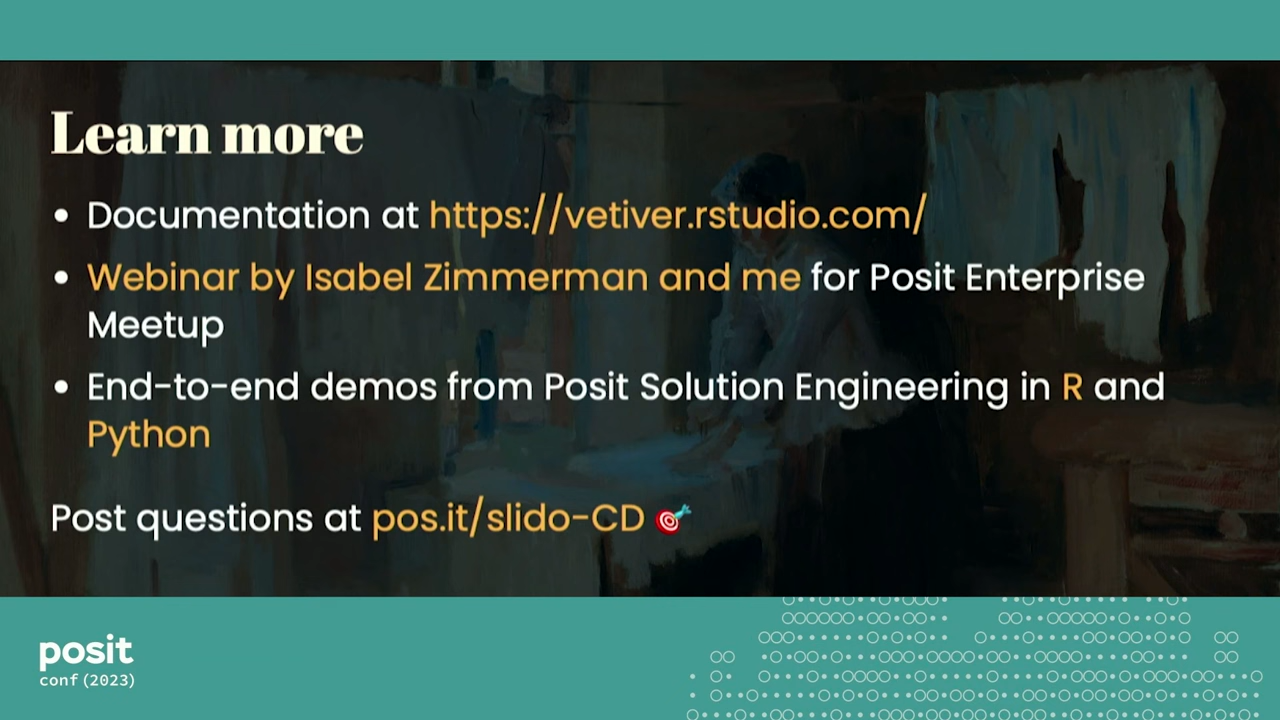 Learn more
• Documentation at https://vetiver.rstudio.com/
• Webinar by Isabel Zimmerman and me for Posit Enterprise
Meetup
• End-to-end demos from Posit Solution Engineering in R and
Python
Post questions at pos.it/slido-CD 🎯
posit
conf(2023)